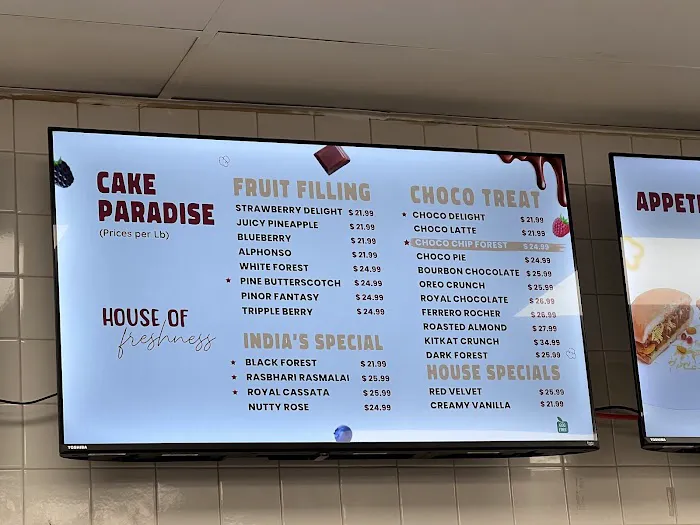 CAKE
PARADISE
(Prices per Lb)
HOUSE OF
freshness
FRUIT FILLING
STRAWBERRY DELIGHT $ 21.99
JUICY PINEAPPLE $ 21.99
BLUEBERRY $ 21.99
ALPHONSO $ 21.99
WHITE FOREST $ 24.99
★ PINE BUTTERSCOTCH $ 24.99
PINOR FANTASY $ 24.99
TRIPPLE BERRY $ 24.99
INDIA'S SPECIAL
★ BLACK FOREST $ 21.99
★ RASBHARI RASMALAI $ 25.99
★ ROYAL CASSATA $ 25.99
NUTTY ROSE $24.99
CHOCO TREAT
★ CHOCO DELIGHT $ 21.99
CHOCO LATTE $ 21.99
★ CHOCO CHIP FOREST $ 24.99
CHOCO PIE $ 24.99
BOURBON CHOCOLATE $ 25.99
OREO CRUNCH $ 25.99
ROYAL CHOCOLATE $ 26.99
FERRERO ROCHER $ 26.99
ROASTED ALMOND $ 27.99
KITKAT CRUNCH $ 34.99
DARK FOREST $ 25.99
HOUSE SPECIALS
RED VELVET $ 25.99
CREAMY VANILLA $ 21.99
TOSHIBA
APPETI
TOSHIBA